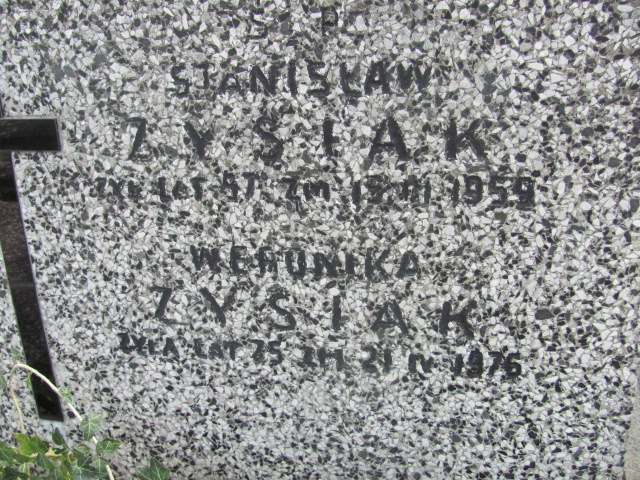 Ś P
STANISŁAW
ZYSIAK
ŻYŁ LAT 57 ZM. 19 III 1959
WERONIKA
ZYSIAK
ŻYŁA LAT 75 ZM. 21 IV 1976